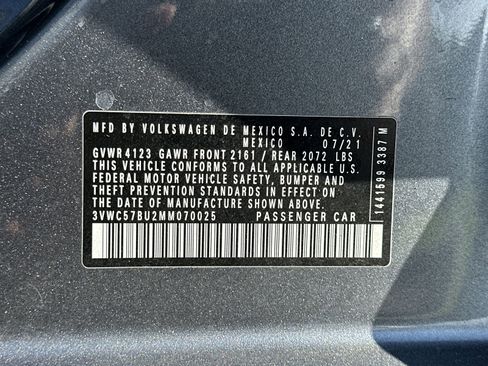 MFD BY VOLKSWAGEN DE MEXICO S.A. DE C.V.
MEXICO 07/21
GVWR 4123 GAWR FRONT 2161 / REAR 2072 LBS
THIS VEHICLE CONFORMS TO ALL APPLICABLE U.S.
FEDERAL MOTOR VEHICLE SAFETY, BUMPER AND
THEFT PREVENTION STANDARDS IN EFFECT ON THE
DATE OF MANUFACTURE SHOWN ABOVE.
3VWC57BU2MM070025 PASSENGER CAR
1441599 3387 M